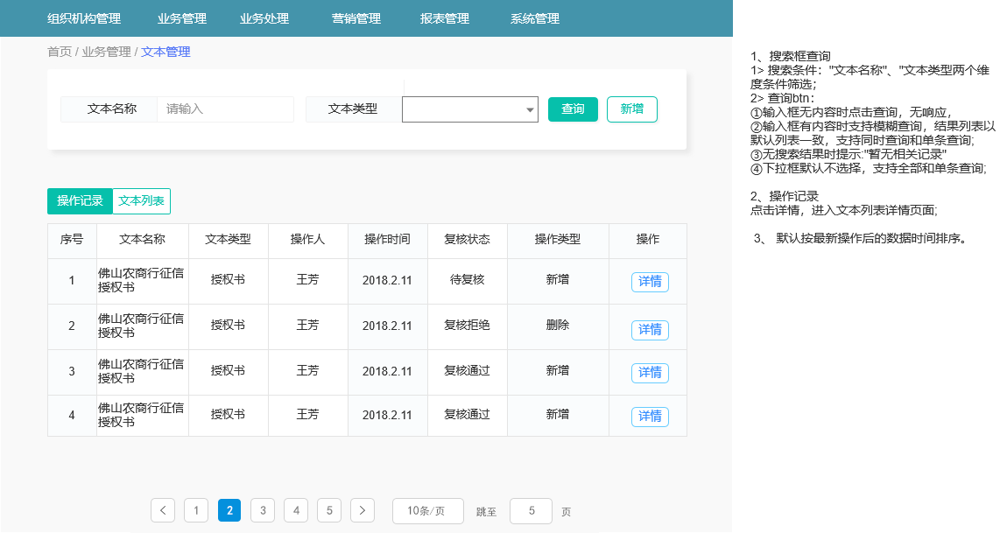 组织机构管理 业务管理 业务处理 营销管理 报表管理 系统管理
首页 / 业务管理 / 文本管理
文本名称 请输入 文本类型 查询 新增
操作记录 文本列表
序号 文本名称 文本类型 操作人 操作时间 复核状态 操作类型 操作
1 佛山农商行征信授权书 授权书 王芳 2018.2.11 待复核 新增 详情
2 佛山农商行征信授权书 授权书 王芳 2018.2.11 复核拒绝 删除 详情
3 佛山农商行征信授权书 授权书 王芳 2018.2.11 复核通过 新增 详情
4 佛山农商行征信授权书 授权书 王芳 2018.2.11 复核通过 新增 详情
< 1 2 3 4 5 > 10条/页 跳至 5 页
1、搜索框查询
1> 搜索条件："文本名称"、"文本类型两个维
度条件筛选；
2> 查询btn：
①输入框无内容时点击查询，无响应，
②输入框有内容时支持模糊查询，结果列表以
默认列表一致，支持同时查询和单条查询;
③无搜索结果时提示:"暂无相关记录"
④下拉框默认不选择，支持全部和单条查询;
2、操作记录
点击详情，进入文本列表详情页面;
3、 默认按最新操作后的数据时间排序。